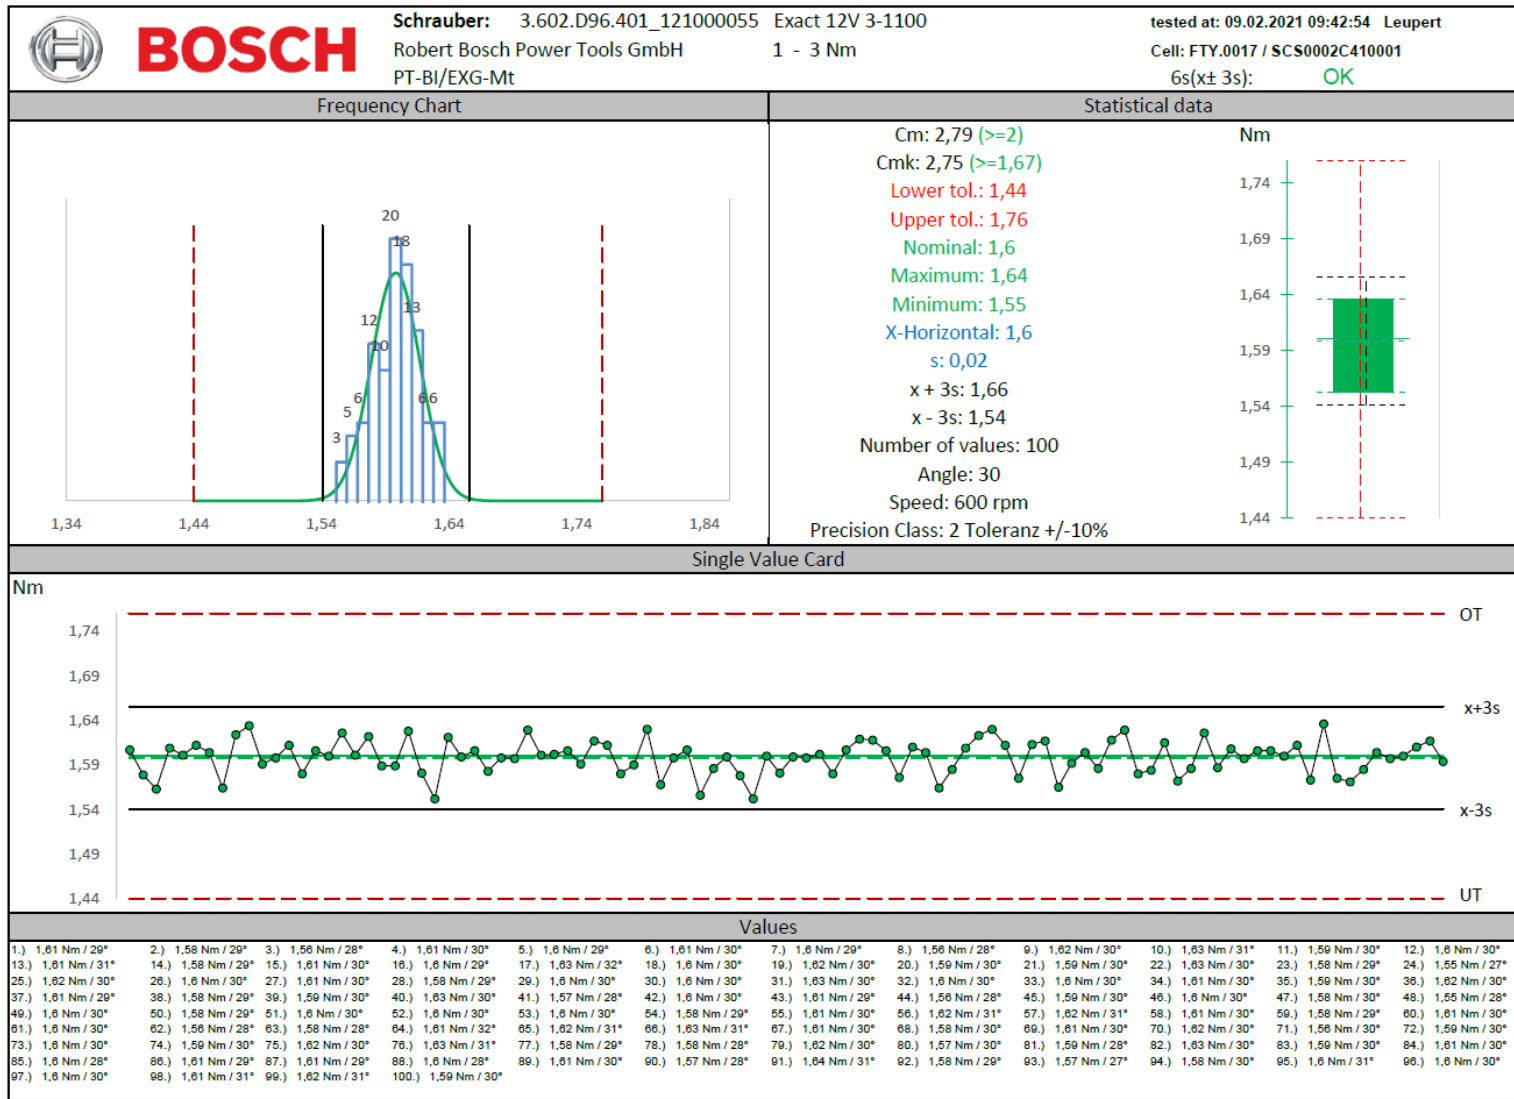 BOSCH
Schrauber: 3.602.D96.401_121000055 Exact 12V 3-1100
Robert Bosch Power Tools GmbH 1 - 3 Nm
PT-BI/EXG-Mt
tested at: 09.02.2021 09:42:54 Leupert
Cell: FTY.0017 / SCS0002C410001
6s(x± 3s): OK
Frequency Chart
20
18
13
12
10
6
5
3
6
6
1,34 1,44 1,54 1,64 1,74 1,84
Statistical data
Cm: 2,79 (>=2)
Cmk: 2,75 (>=1,67)
Lower tol.: 1,44
Upper tol.: 1,76
Nominal: 1,6
Maximum: 1,64
Minimum: 1,55
X-Horizontal: 1,6
s: 0,02
x + 3s: 1,66
x - 3s: 1,54
Number of values: 100
Angle: 30
Speed: 600 rpm
Precision Class: 2 Toleranz +/-10%
Nm
1,74
1,69
1,64
1,59
1,54
1,49
1,44
Single Value Card
Nm
1,74
1,69
1,64
1,59
1,54
1,49
1,44
OT
x+3s
x-3s
UT
Values
1.) 1,61 Nm / 29° 2.) 1,58 Nm / 29° 3.) 1,56 Nm / 28° 4.) 1,61 Nm / 30° 5.) 1,6 Nm / 29° 6.) 1,61 Nm / 30° 7.) 1,6 Nm / 29° 8.) 1,56 Nm / 28° 9.) 1,62 Nm / 30° 10.) 1,63 Nm / 31° 11.) 1,59 Nm / 30° 12.) 1,6 Nm / 30°
13.) 1,61 Nm / 31° 14.) 1,58 Nm / 29° 15.) 1,61 Nm / 30° 16.) 1,6 Nm / 29° 17.) 1,63 Nm / 32° 18.) 1,6 Nm / 30° 19.) 1,62 Nm / 30° 20.) 1,59 Nm / 30° 21.) 1,59 Nm / 30° 22.) 1,63 Nm / 30° 23.) 1,58 Nm / 29° 24.) 1,55 Nm / 27°
25.) 1,62 Nm / 30° 26.) 1,6 Nm / 30° 27.) 1,61 Nm / 30° 28.) 1,58 Nm / 29° 29.) 1,6 Nm / 30° 30.) 1,6 Nm / 30° 31.) 1,63 Nm / 30° 32.) 1,6 Nm / 30° 33.) 1,6 Nm / 30° 34.) 1,61 Nm / 30° 35.) 1,59 Nm / 30° 36.) 1,62 Nm / 30°
37.) 1,61 Nm / 29° 38.) 1,58 Nm / 29° 39.) 1,59 Nm / 30° 40.) 1,63 Nm / 30° 41.) 1,57 Nm / 28° 42.) 1,6 Nm / 30° 43.) 1,61 Nm / 29° 44.) 1,56 Nm / 28° 45.) 1,59 Nm / 30° 46.) 1,6 Nm / 30° 47.) 1,58 Nm / 30° 48.) 1,55 Nm / 28°
49.) 1,6 Nm / 30° 50.) 1,58 Nm / 29° 51.) 1,6 Nm / 30° 52.) 1,6 Nm / 30° 53.) 1,6 Nm / 30° 54.) 1,58 Nm / 29° 55.) 1,61 Nm / 30° 56.) 1,62 Nm / 31° 57.) 1,62 Nm / 31° 58.) 1,61 Nm / 30° 59.) 1,58 Nm / 29° 60.) 1,61 Nm / 30°
61.) 1,6 Nm / 30° 62.) 1,56 Nm / 28° 63.) 1,58 Nm / 28° 64.) 1,61 Nm / 32° 65.) 1,62 Nm / 31° 66.) 1,63 Nm / 31° 67.) 1,61 Nm / 30° 68.) 1,58 Nm / 30° 69.) 1,61 Nm / 30° 70.) 1,62 Nm / 30° 71.) 1,56 Nm / 30° 72.) 1,59 Nm / 30°
73.) 1,6 Nm / 30° 74.) 1,59 Nm / 30° 75.) 1,62 Nm / 30° 76.) 1,63 Nm / 31° 77.) 1,58 Nm / 29° 78.) 1,58 Nm / 28° 79.) 1,62 Nm / 30° 80.) 1,57 Nm / 30° 81.) 1,59 Nm / 28° 82.) 1,63 Nm / 30° 83.) 1,59 Nm / 30° 84.) 1,61 Nm / 30°
85.) 1,6 Nm / 28° 86.) 1,61 Nm / 29° 87.) 1,61 Nm / 29° 88.) 1,6 Nm / 28° 89.) 1,61 Nm / 30° 90.) 1,57 Nm / 28° 91.) 1,64 Nm / 31° 92.) 1,58 Nm / 29° 93.) 1,57 Nm / 27° 94.) 1,58 Nm / 30° 95.) 1,6 Nm / 31° 96.) 1,6 Nm / 30°
97.) 1,6 Nm / 30° 98.) 1,61 Nm / 31° 99.) 1,62 Nm / 31° 100.) 1,59 Nm / 30°